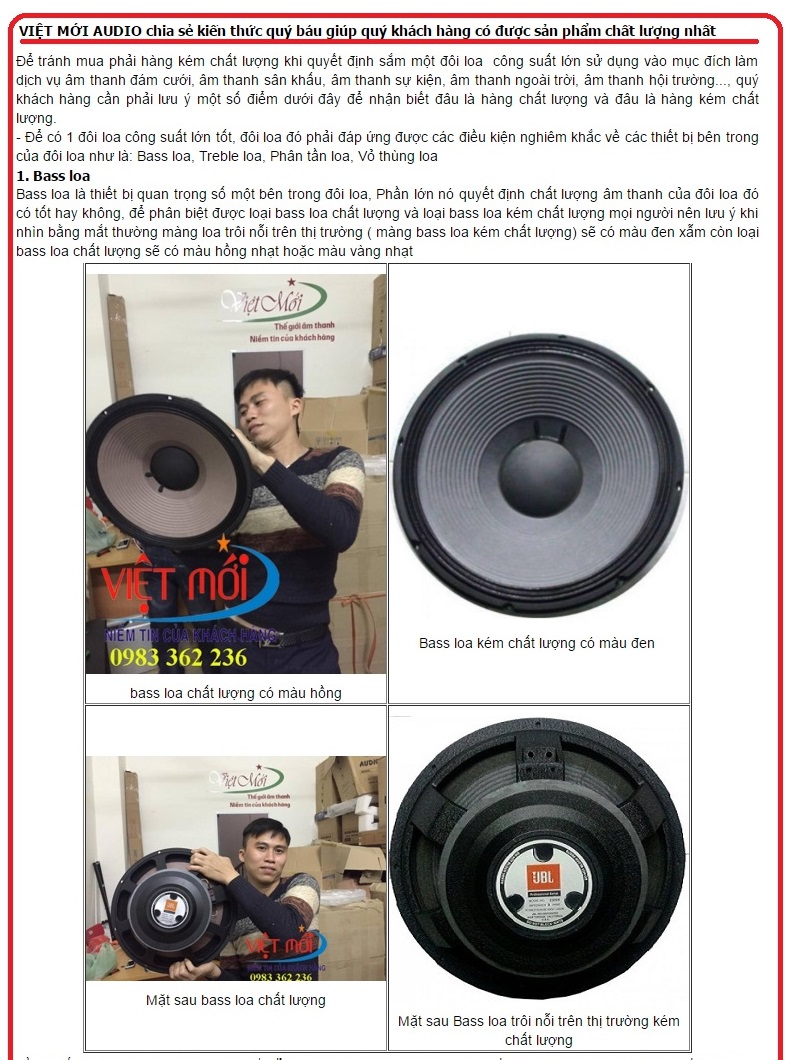 VIỆT MỚI AUDIO chia sẻ kiến thức quý báu giúp quý khách hàng có được sản phẩm chất lượng nhất
Để tránh mua phải hàng kém chất lượng khi quyết định sắm một đôi loa công suất lớn sử dụng vào mục đích làm
dịch vụ âm thanh đám cưới, âm thanh sân khấu, âm thanh sự kiện, âm thanh ngoài trời, âm thanh hội trường..., quý
khách hàng cần phải lưu ý một số điểm dưới đây để nhận biết đâu là hàng chất lượng và đâu là hàng kém chất
lượng.
- Để có 1 đôi loa công suất lớn tốt, đôi loa đó phải đáp ứng được các điều kiện nghiêm khắc về các thiết bị bên trong
của đôi loa như là: Bass loa, Treble loa, Phân tần loa, Vỏ thùng loa
1. Bass loa
Bass loa là thiết bị quan trọng số một bên trong đôi loa, Phần lớn nó quyết định chất lượng âm thanh của đôi loa đó
có tốt hay không, để phân biệt được loại bass loa chất lượng và loại bass loa kém chất lượng mọi người nên lưu ý khi
nhìn bằng mắt thường màng loa trôi nỗi trên thị trường ( màng bass loa kém chất lượng) sẽ có màu đen xẫm còn loại
bass loa chất lượng sẽ có màu hồng nhạt hoặc màu vàng nhạt
Việt Mới
Thế giới âm thanh
Niềm tin của khách hàng
VIỆT MỚI
NIỀM TIN CỦA KHÁCH HÀNG
0983 362 236
bass loa chất lượng có màu hồng
Bass loa kém chất lượng có màu đen
Việt Mới
Thế giới âm thanh
Niềm tin của khách hàng
AUDIO
JBL
VIỆT MỚI
NIỀM TIN CỦA KHÁCH HÀNG
0983 362 236
Mặt sau bass loa chất lượng
JBL
Mặt sau Bass loa trôi nỗi trên thị trường kém
chất lượng